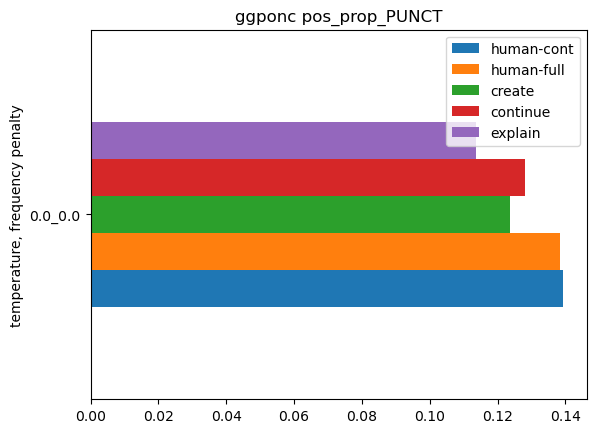 ggponc pos_prop_PUNCT
human-cont
human-full
create
continue
explain
temperature, frequency penalty
0.0_0.0
0.00 0.02 0.04 0.06 0.08 0.10 0.12 0.14